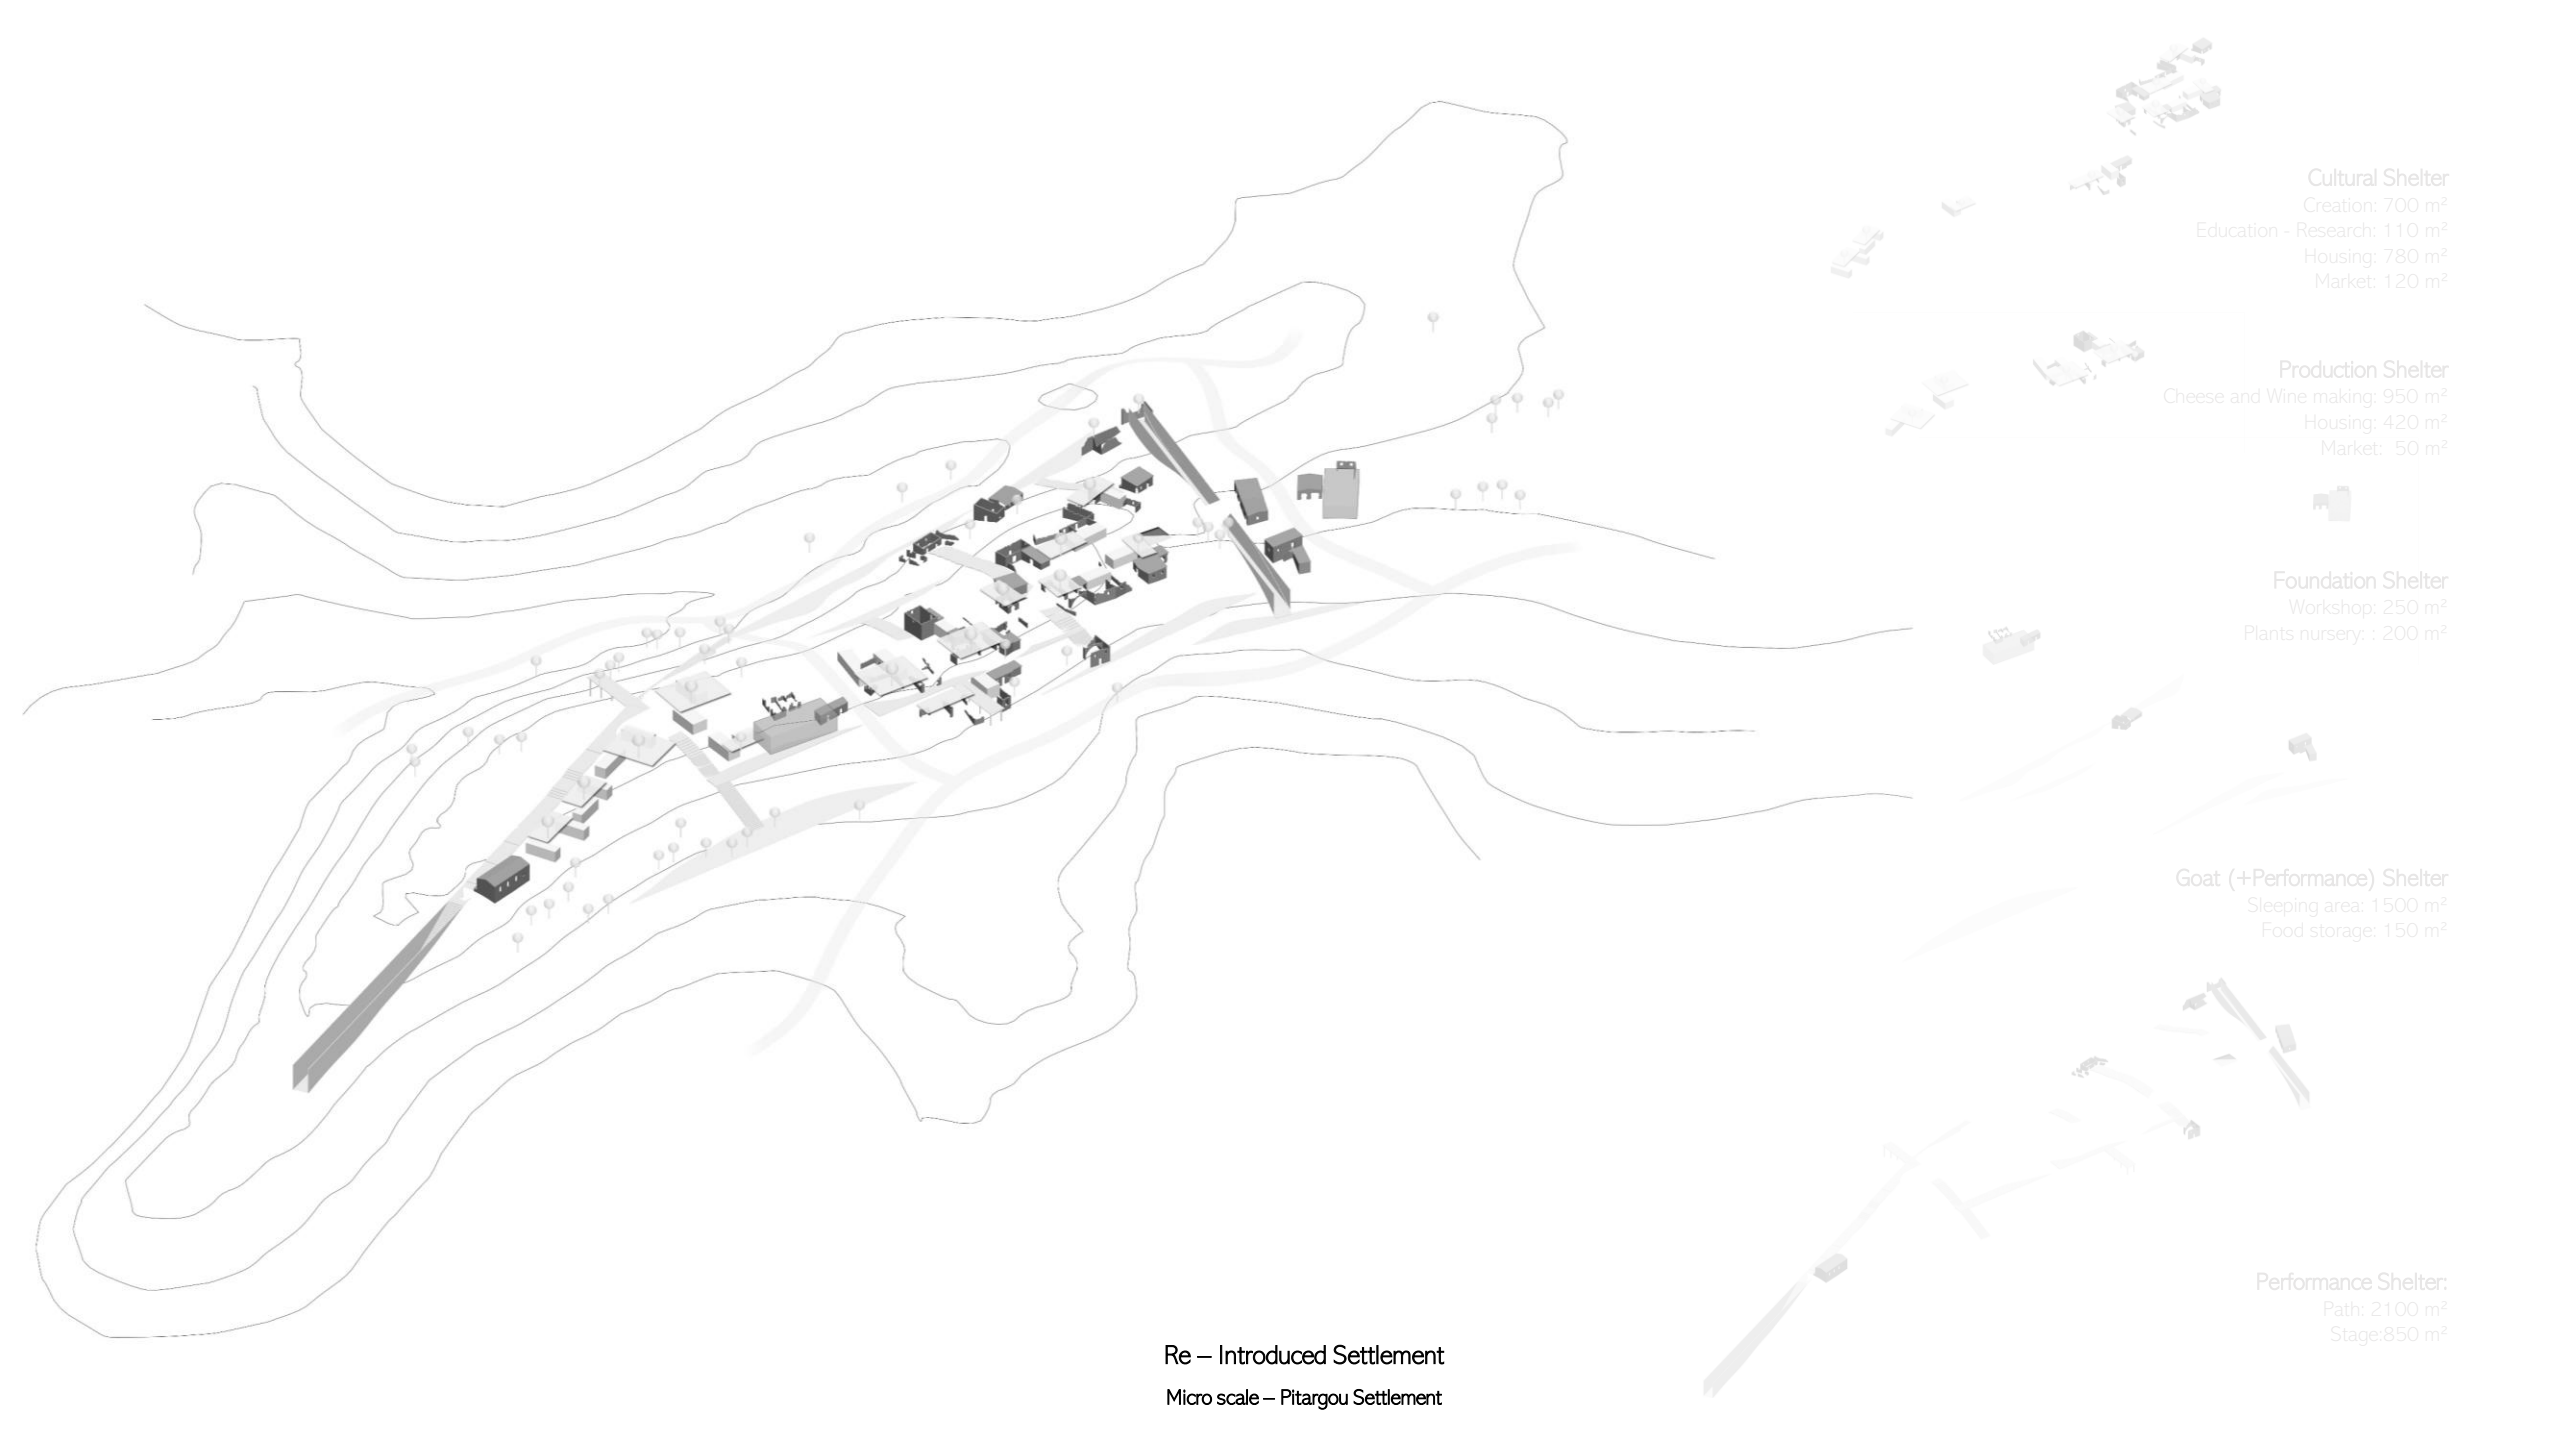 Cultural Shelter
Creation: 700 m²
Education - Research: 110 m²
Housing: 780 m²
Market: 120 m²
Production Shelter
Cheese and Wine making: 950 m²
Housing: 420 m²
Market:  50 m²
Foundation Shelter
Workshop: 250 m²
Plants nursery: : 200 m²
Goat (+Performance) Shelter
Sleeping area: 1500 m²
Food storage: 150 m²
Performance Shelter:
Path: 2100 m²
Stage:850 m²
Re – Introduced Settlement
Micro scale – Pitargou Settlement